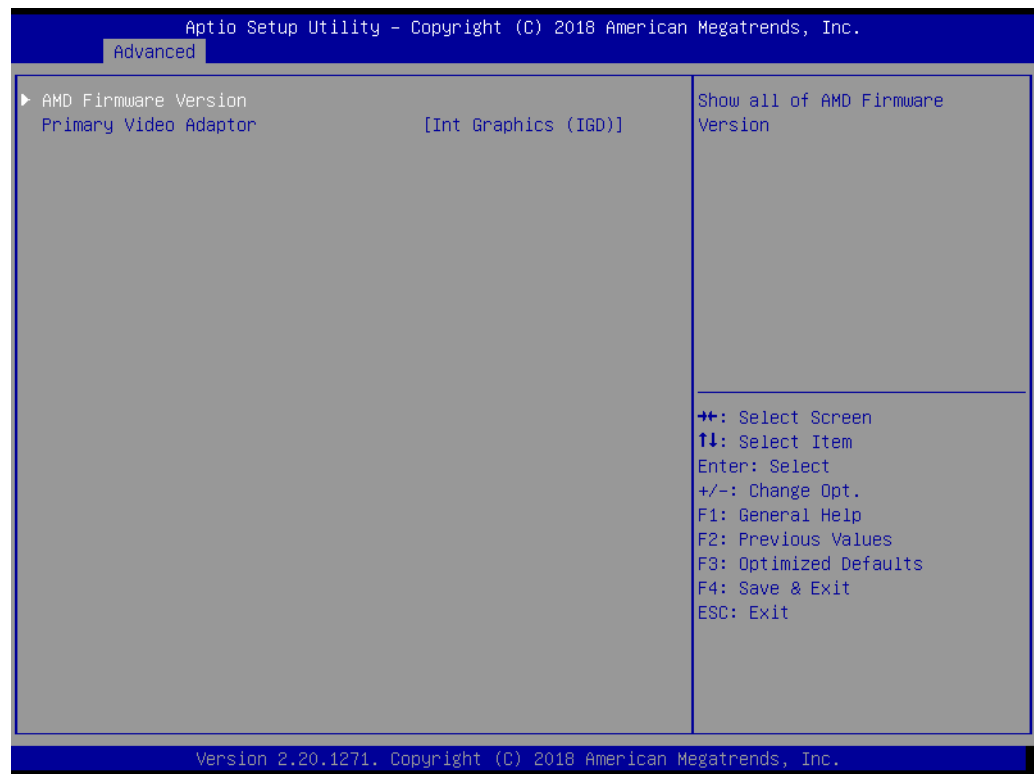 Aptio Setup Utility – Copyright (C) 2018 American Megatrends, Inc.
Advanced
▶ AMD Firmware Version
Primary Video Adaptor [Int Graphics (IGD)]
Show all of AMD Firmware
Version
→←: Select Screen
↑↓: Select Item
Enter: Select
+/-: Change Opt.
F1: General Help
F2: Previous Values
F3: Optimized Defaults
F4: Save & Exit
ESC: Exit
Version 2.20.1271. Copyright (C) 2018 American Megatrends, Inc.